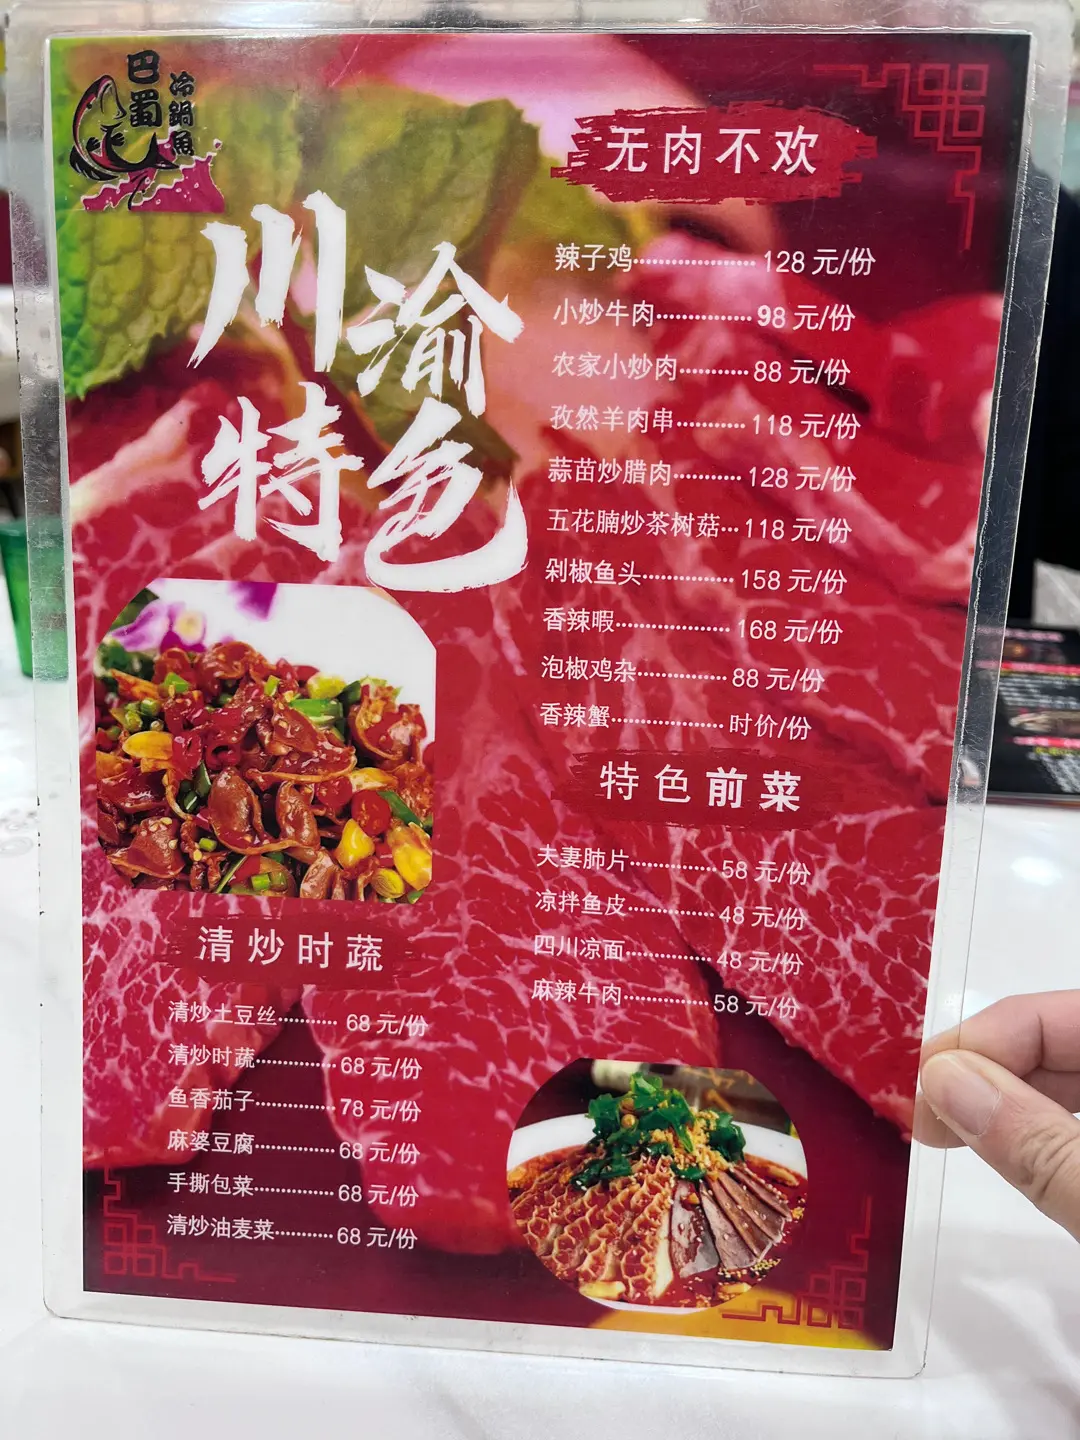 巴蜀
冷鍋魚
川渝
特色
无肉不欢
辣子鸡··················· 128 元/份
小炒牛肉··············· 98 元/份
农家小炒肉··········· 88 元/份
孜然羊肉串··········· 118 元/份
蒜苗炒腊肉··········· 128 元/份
五花腩炒茶树菇··· 118 元/份
剁椒鱼头··············· 158 元/份
香辣暇··················· 168 元/份
泡椒鸡杂··············· 88 元/份
香辣蟹··················· 时价/份
特色前菜
夫妻肺片··············· 58 元/份
凉拌鱼皮··············· 48 元/份
四川凉面··············· 48 元/份
麻辣牛肉··············· 58 元/份
清炒时蔬
清炒土豆丝··········· 68 元/份
清炒时蔬··············· 68 元/份
鱼香茄子··············· 78 元/份
麻婆豆腐··············· 68 元/份
手撕包菜··············· 68 元/份
清炒油麦菜··········· 68 元/份